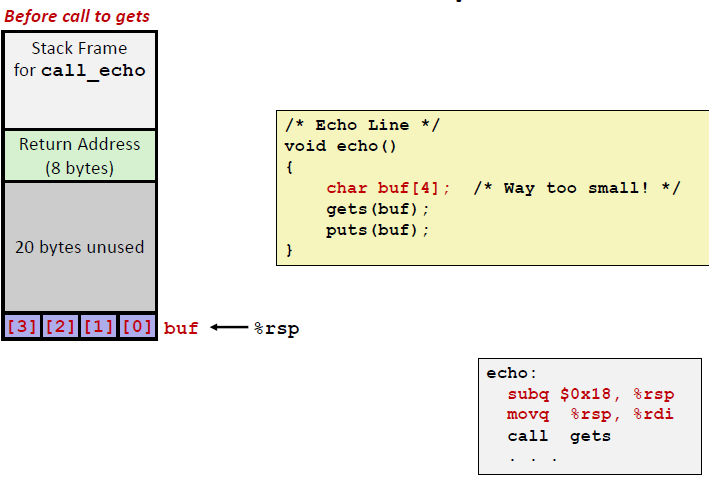 Before call to gets
Stack Frame
for call_echo
Return Address
(8 bytes)
20 bytes unused
[3] [2] [1] [0] buf %rsp
/* Echo Line */
void echo()
{
char buf[4]; /* Way too small! */
gets(buf);
puts(buf);
}
echo:
subq $0x18, %rsp
movq %rsp, %rdi
call gets
. . .